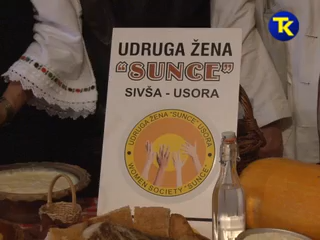 TK
UDRUGA ŽENA
“SUNCE”
SIVŠA - USORA
UDRUGA ŽENA "SUNCE" USORA
WOMEN SOCIETY "SUNCE"